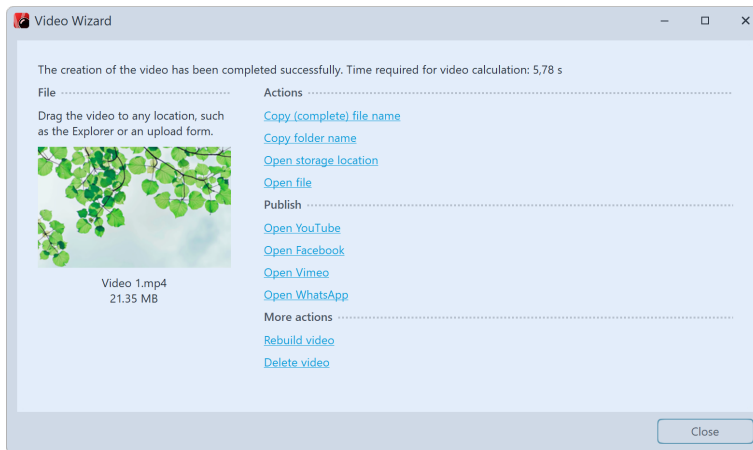 Video Wizard
The creation of the video has been completed successfully. Time required for video calculation: 5,78 s
File
Drag the video to any location, such
as the Explorer or an upload form.
Video 1.mp4
21.35 MB
Actions
Copy (complete) file name
Copy folder name
Open storage location
Open file
Publish
Open YouTube
Open Facebook
Open Vimeo
Open WhatsApp
More actions
Rebuild video
Delete video
Close